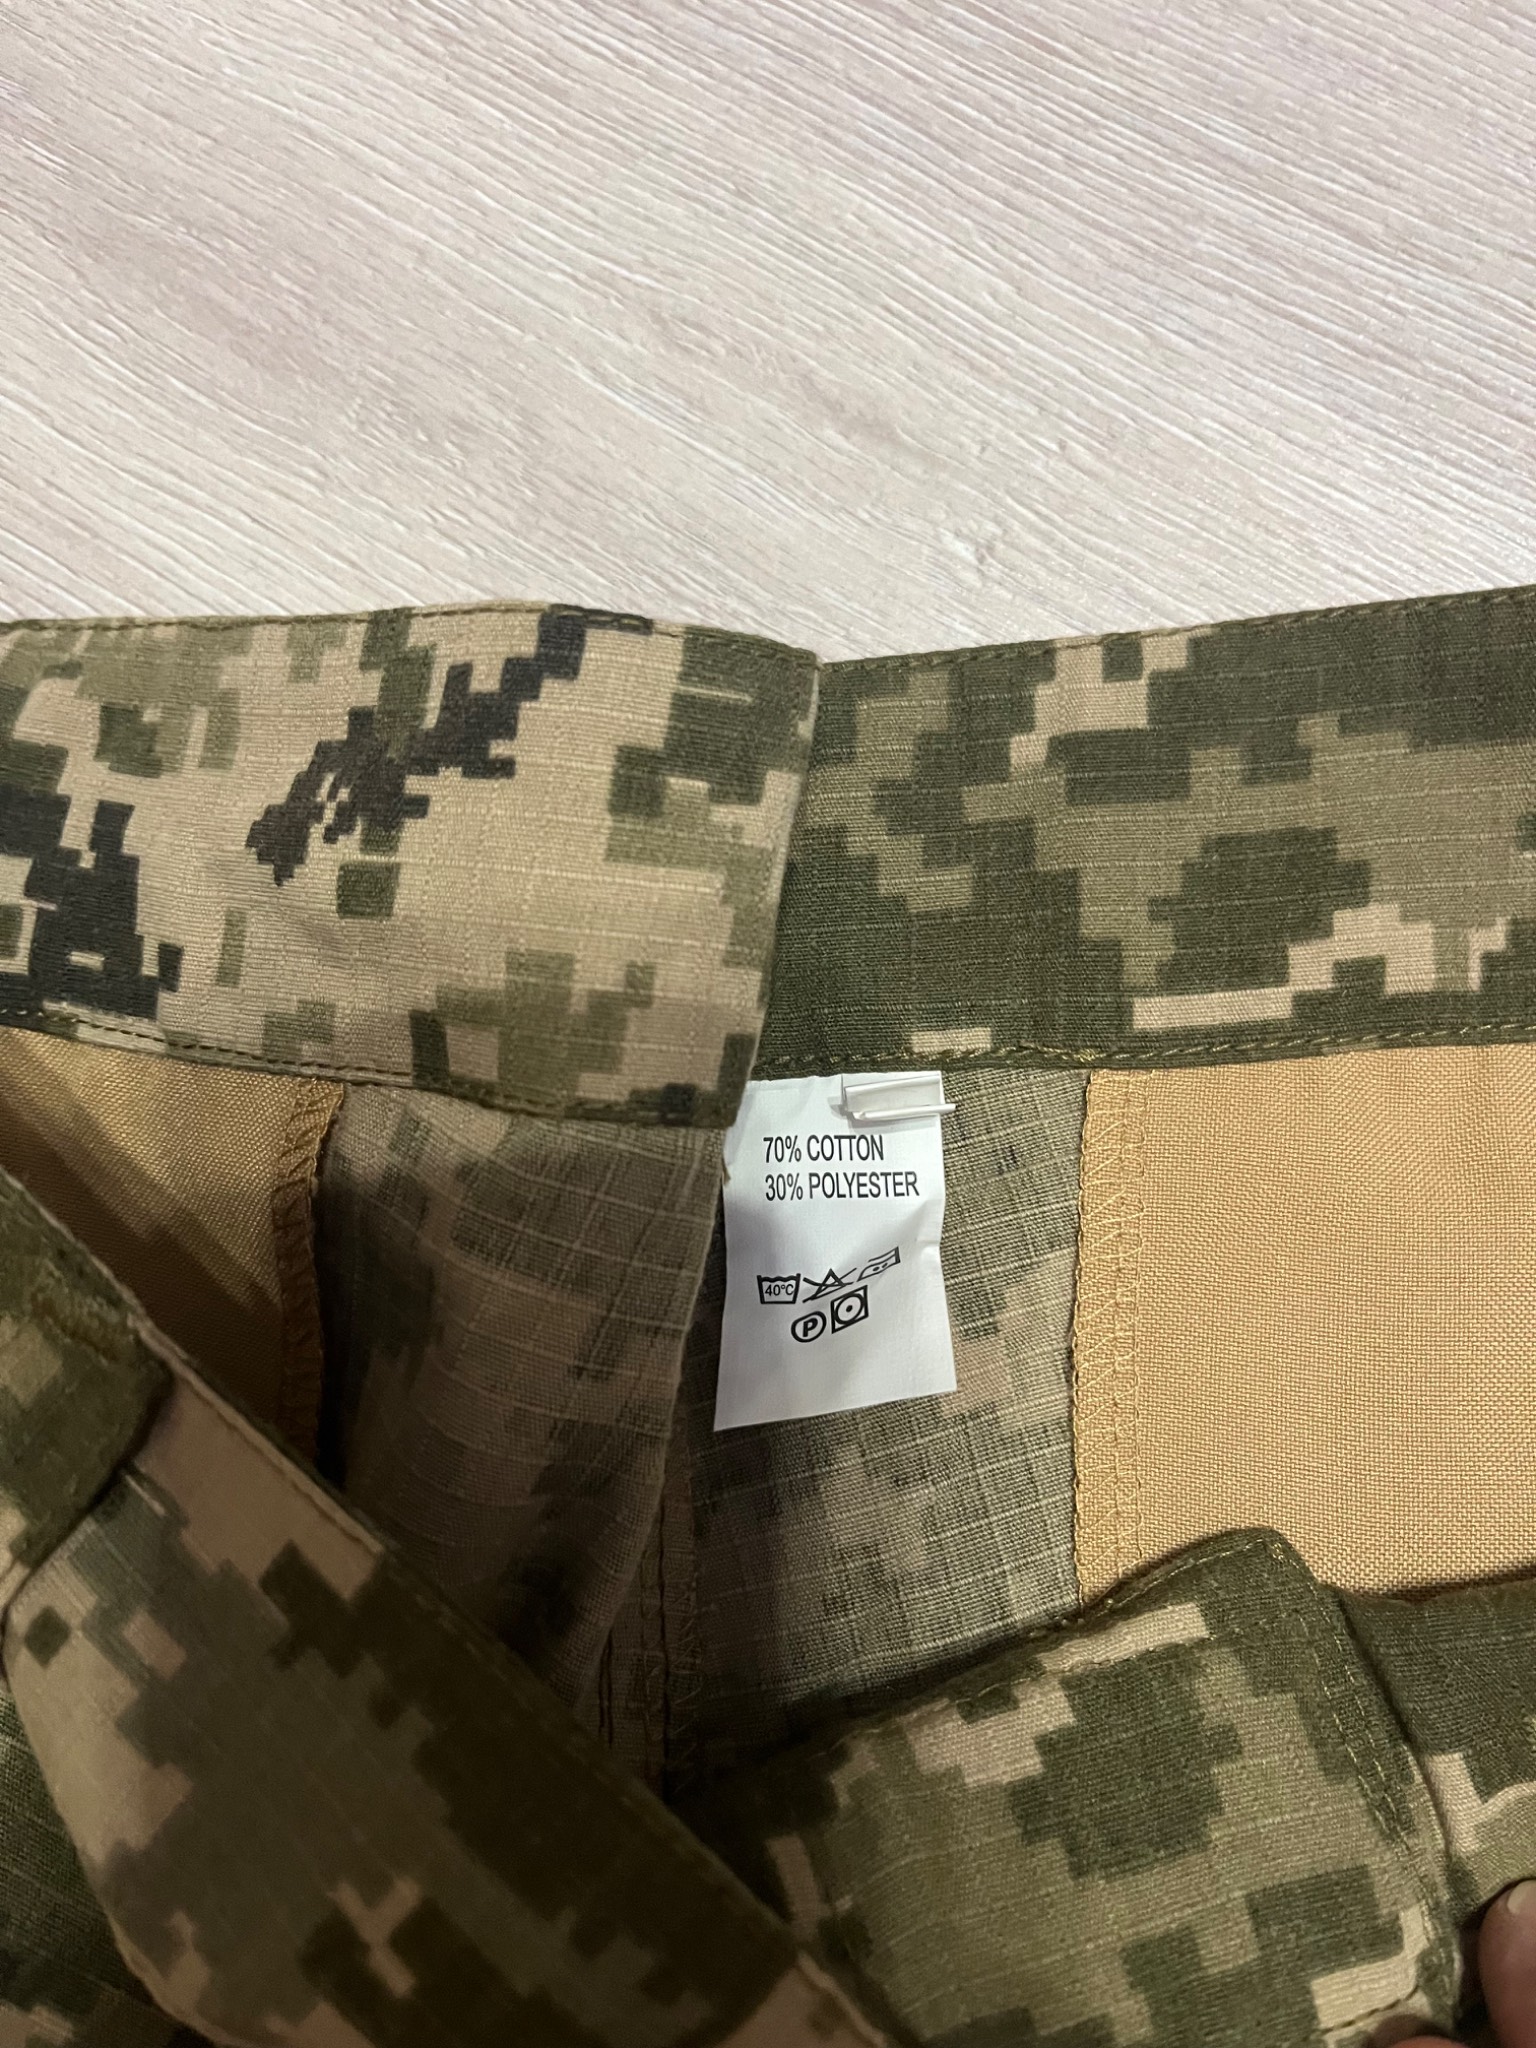 70% COTTON
30% POLYESTER
40°C
P